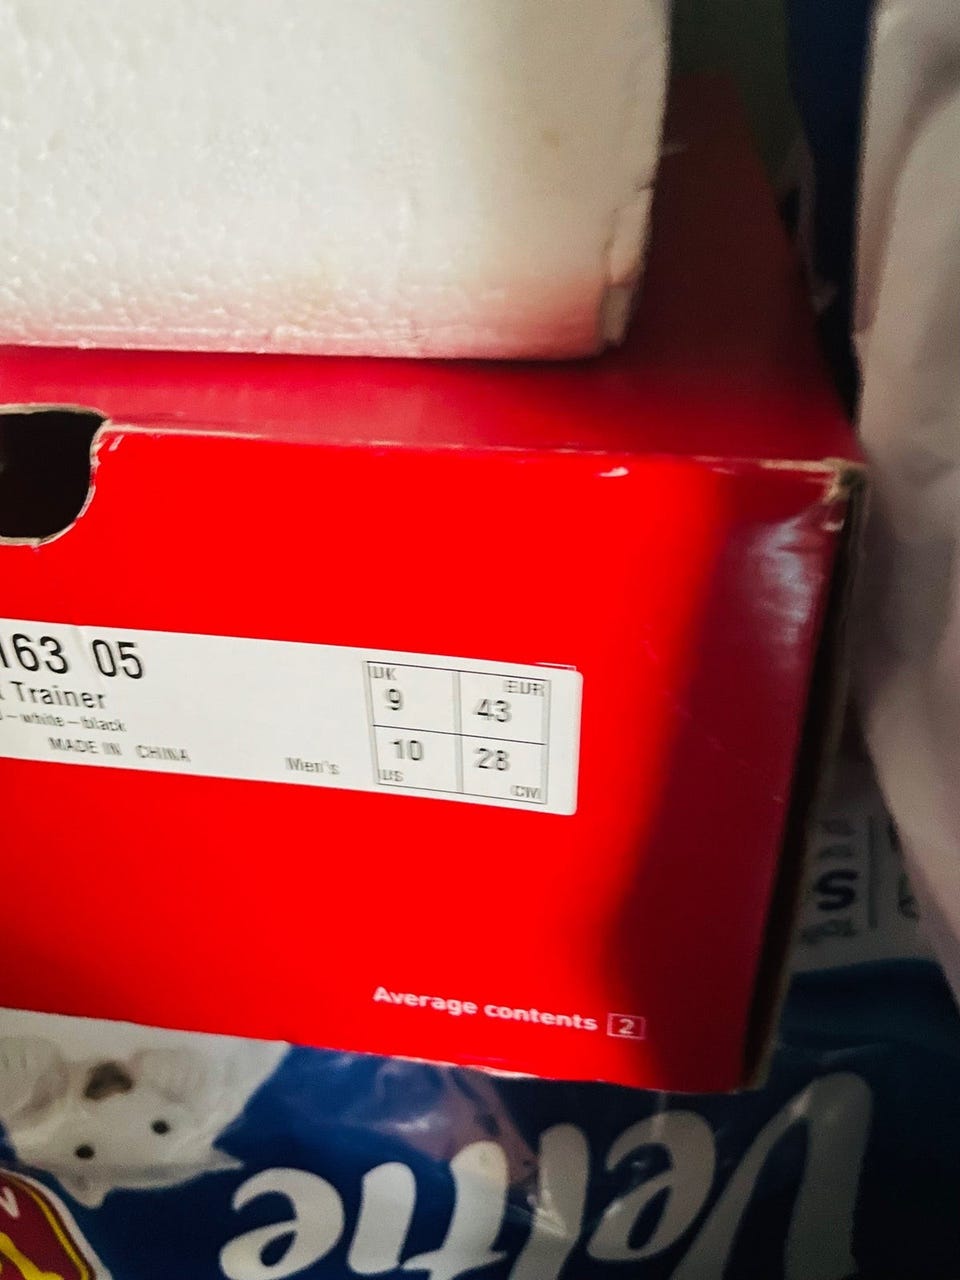 163 05
Trainer
-white-black
MADE IN CHINA
Men's
UK
EUR
9
43
10
28
US
CM
Average contents 2
S
Velue